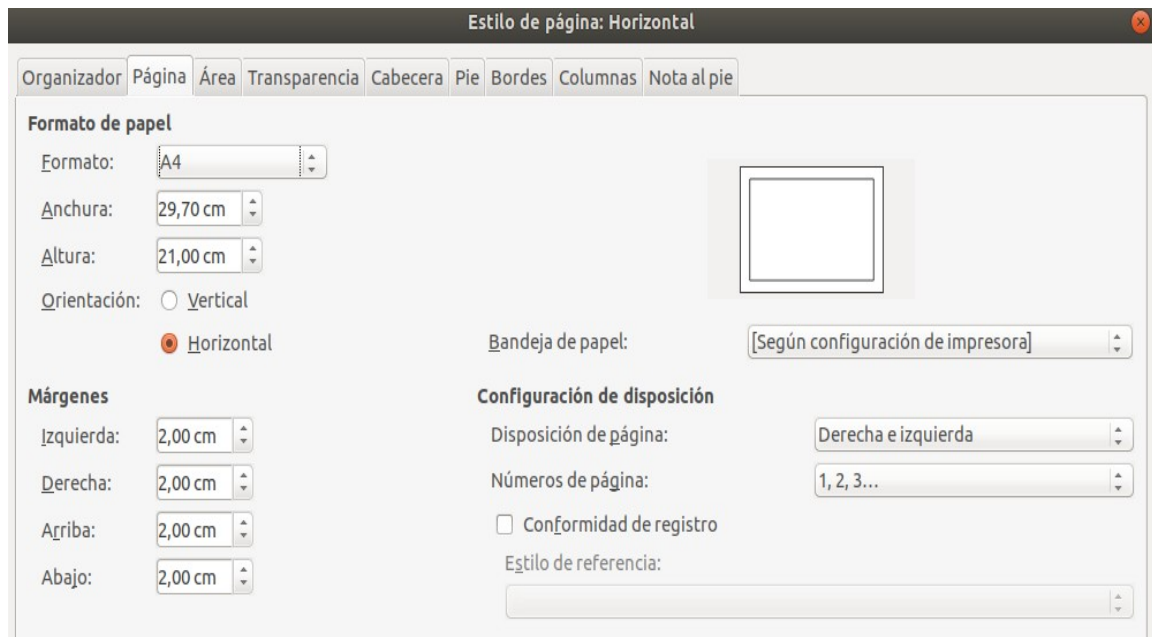 Estilo de página: Horizontal
Organizador Página Área Transparencia Cabecera Pie Bordes Columnas Nota al pie
Formato de papel
Formato: A4
Anchura: 29,70 cm
Altura: 21,00 cm
Orientación: Vertical
Horizontal
Bandeja de papel: [Según configuración de impresora]
Márgenes
Izquierda: 2,00 cm
Derecha: 2,00 cm
Arriba: 2,00 cm
Abajo: 2,00 cm
Configuración de disposición
Disposición de página: Derecha e izquierda
Números de página: 1, 2, 3...
Conformidad de registro
Estilo de referencia: